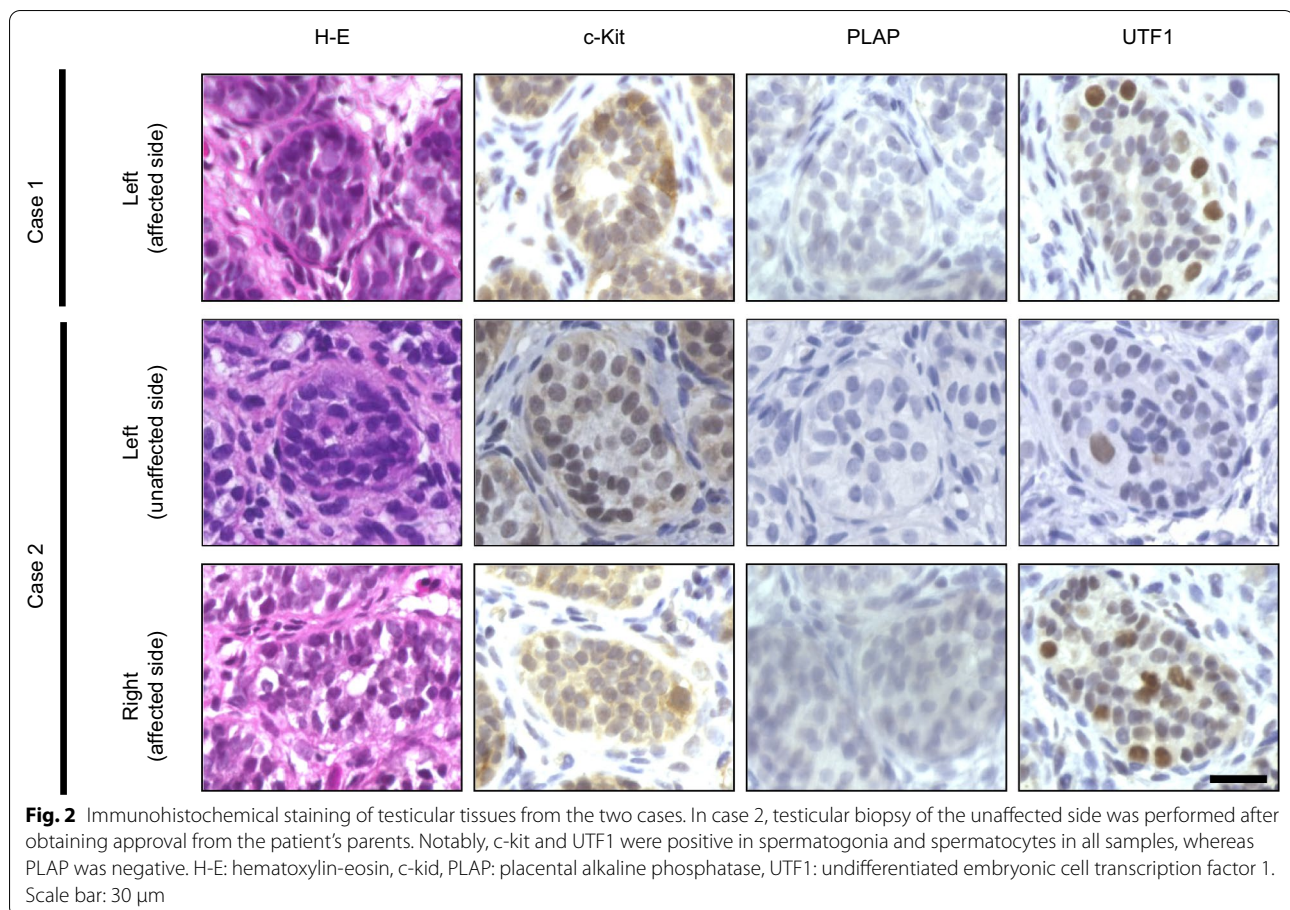 H-E
c-Kit
PLAP
UTF1
Case 1
Left
(affected side)
Case 2
Left
(unaffected side)
Right
(affected side)
Fig. 2 Immunohistochemical staining of testicular tissues from the two cases. In case 2, testicular biopsy of the unaffected side was performed after
obtaining approval from the patient's parents. Notably, c-kit and UTF1 were positive in spermatogonia and spermatocytes in all samples, whereas
PLAP was negative. H-E: hematoxylin-eosin, c-kid, PLAP: placental alkaline phosphatase, UTF1: undifferentiated embryonic cell transcription factor 1.
Scale bar: 30 µm